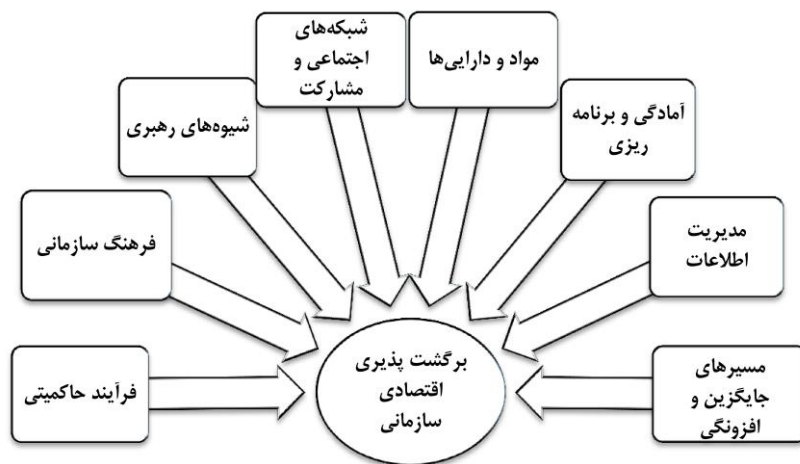 شبکه‌های
اجتماعی و
مشارکت
مواد و دارایی‌ها
آمادگی و برنامه
ریزی
شیوه‌های رهبری
مدیریت
اطلاعات
فرهنگ سازمانی
مسیرهای
جایگزین و
افزونگی
فرآیند حاکمیتی
برگشت پذیری
اقتصادی
سازمانی